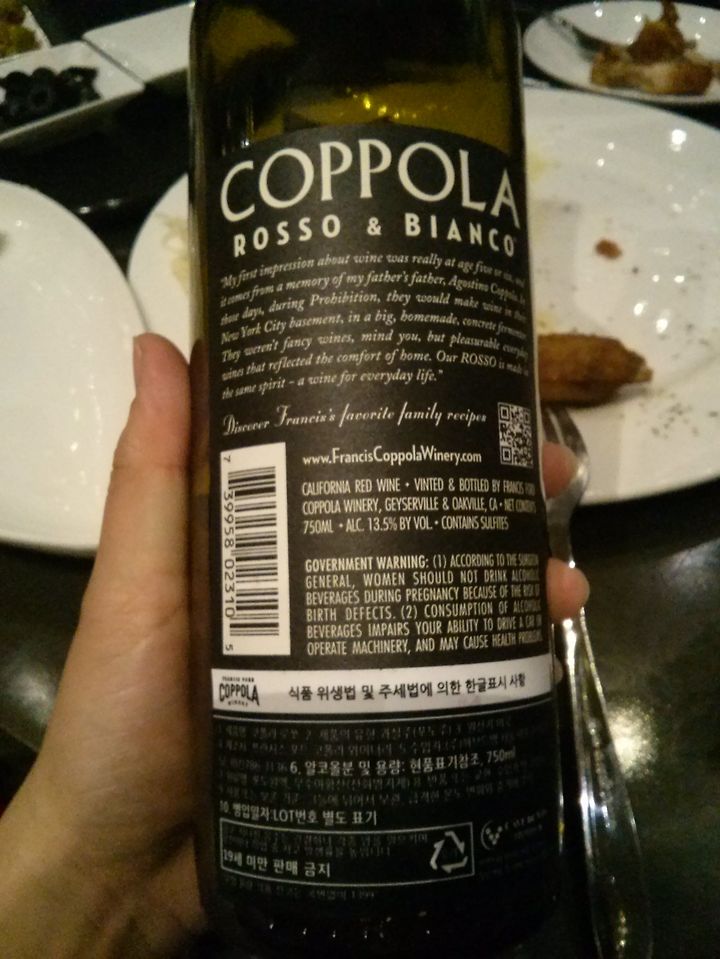 COPPOLA
ROSSO & BIANCO
"My first impression about wine was really at age five or six, and
it comes from a memory of my father's father, Agostino Coppola. In
those days, during Prohibition, they would make wine in their
New York City basement, in a big, homemade, concrete fermenter.
They weren't fancy wines, mind you, but pleasurable everyday
wines that reflected the comfort of home. Our ROSSO is made in
the same spirit – a wine for everyday life."
Discover Francis's favorite family recipes
www.FrancisCoppolaWinery.com
CALIFORNIA RED WINE • VINTED & BOTTLED BY FRANCIS FORD
COPPOLA WINERY, GEYSERVILLE & OAKVILLE, CA • NET CONTENTS
750ML • ALC. 13.5% BY VOL. • CONTAINS SULFITES
7 39958 02310 5
GOVERNMENT WARNING: (1) ACCORDING TO THE SURGEON
GENERAL, WOMEN SHOULD NOT DRINK ALCOHOLIC
BEVERAGES DURING PREGNANCY BECAUSE OF THE RISK OF
BIRTH DEFECTS. (2) CONSUMPTION OF ALCOHOLIC
BEVERAGES IMPAIRS YOUR ABILITY TO DRIVE A CAR OR
OPERATE MACHINERY, AND MAY CAUSE HEALTH PROBLEMS.
FRANCIS FORD
COPPOLA
WINERY
식품 위생법 및 주세법에 의한 한글표시 사항
6. 알코올분 및 용량: 현품표기참조, 750ml
10. 병입일자:LOT번호 별도 표기
19세 미만 판매 금지